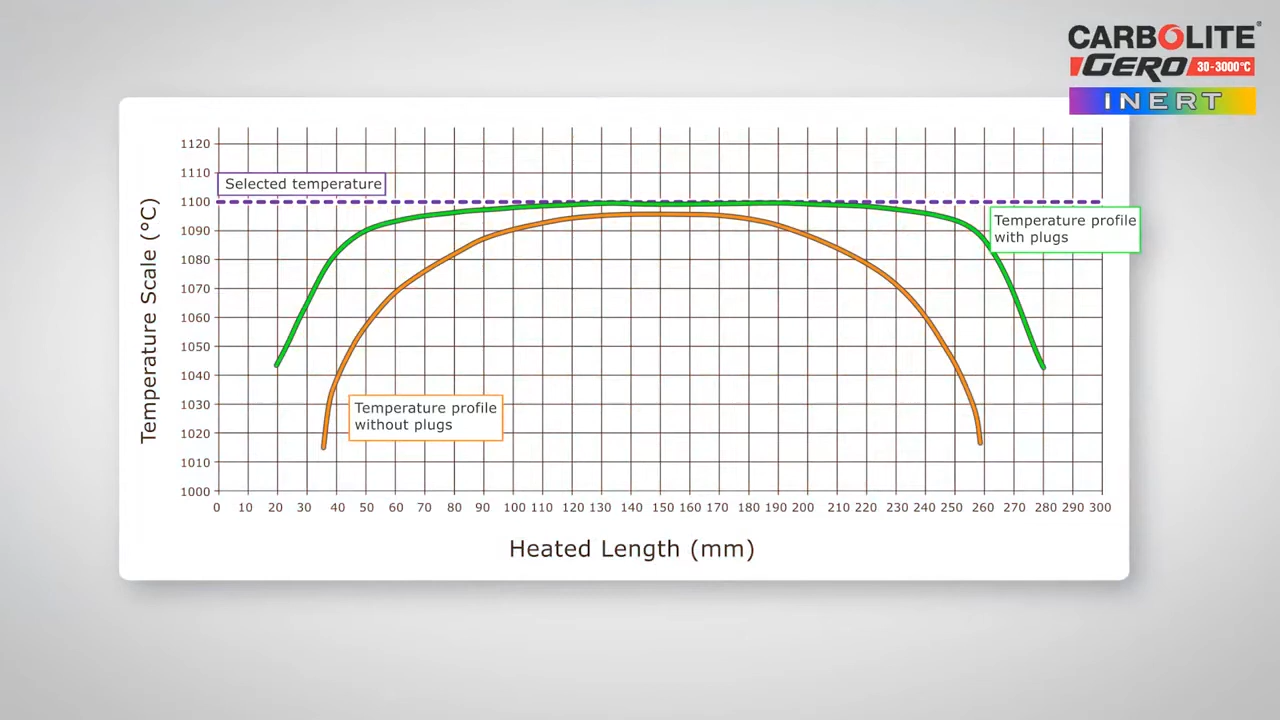 CARBOLITE®
GERO 30-3000°C
INERT
1120
1110
Selected temperature
1100
Temperature profile
with plugs
1090
1080
1070
1060
1050
1040
1030
Temperature profile
without plugs
1020
1010
1000
Temperature Scale (°C)
0 10 20 30 40 50 60 70 80 90 100 110 120 130 140 150 160 170 180 190 200 210 220 230 240 250 260 270 280 290 300
Heated Length (mm)